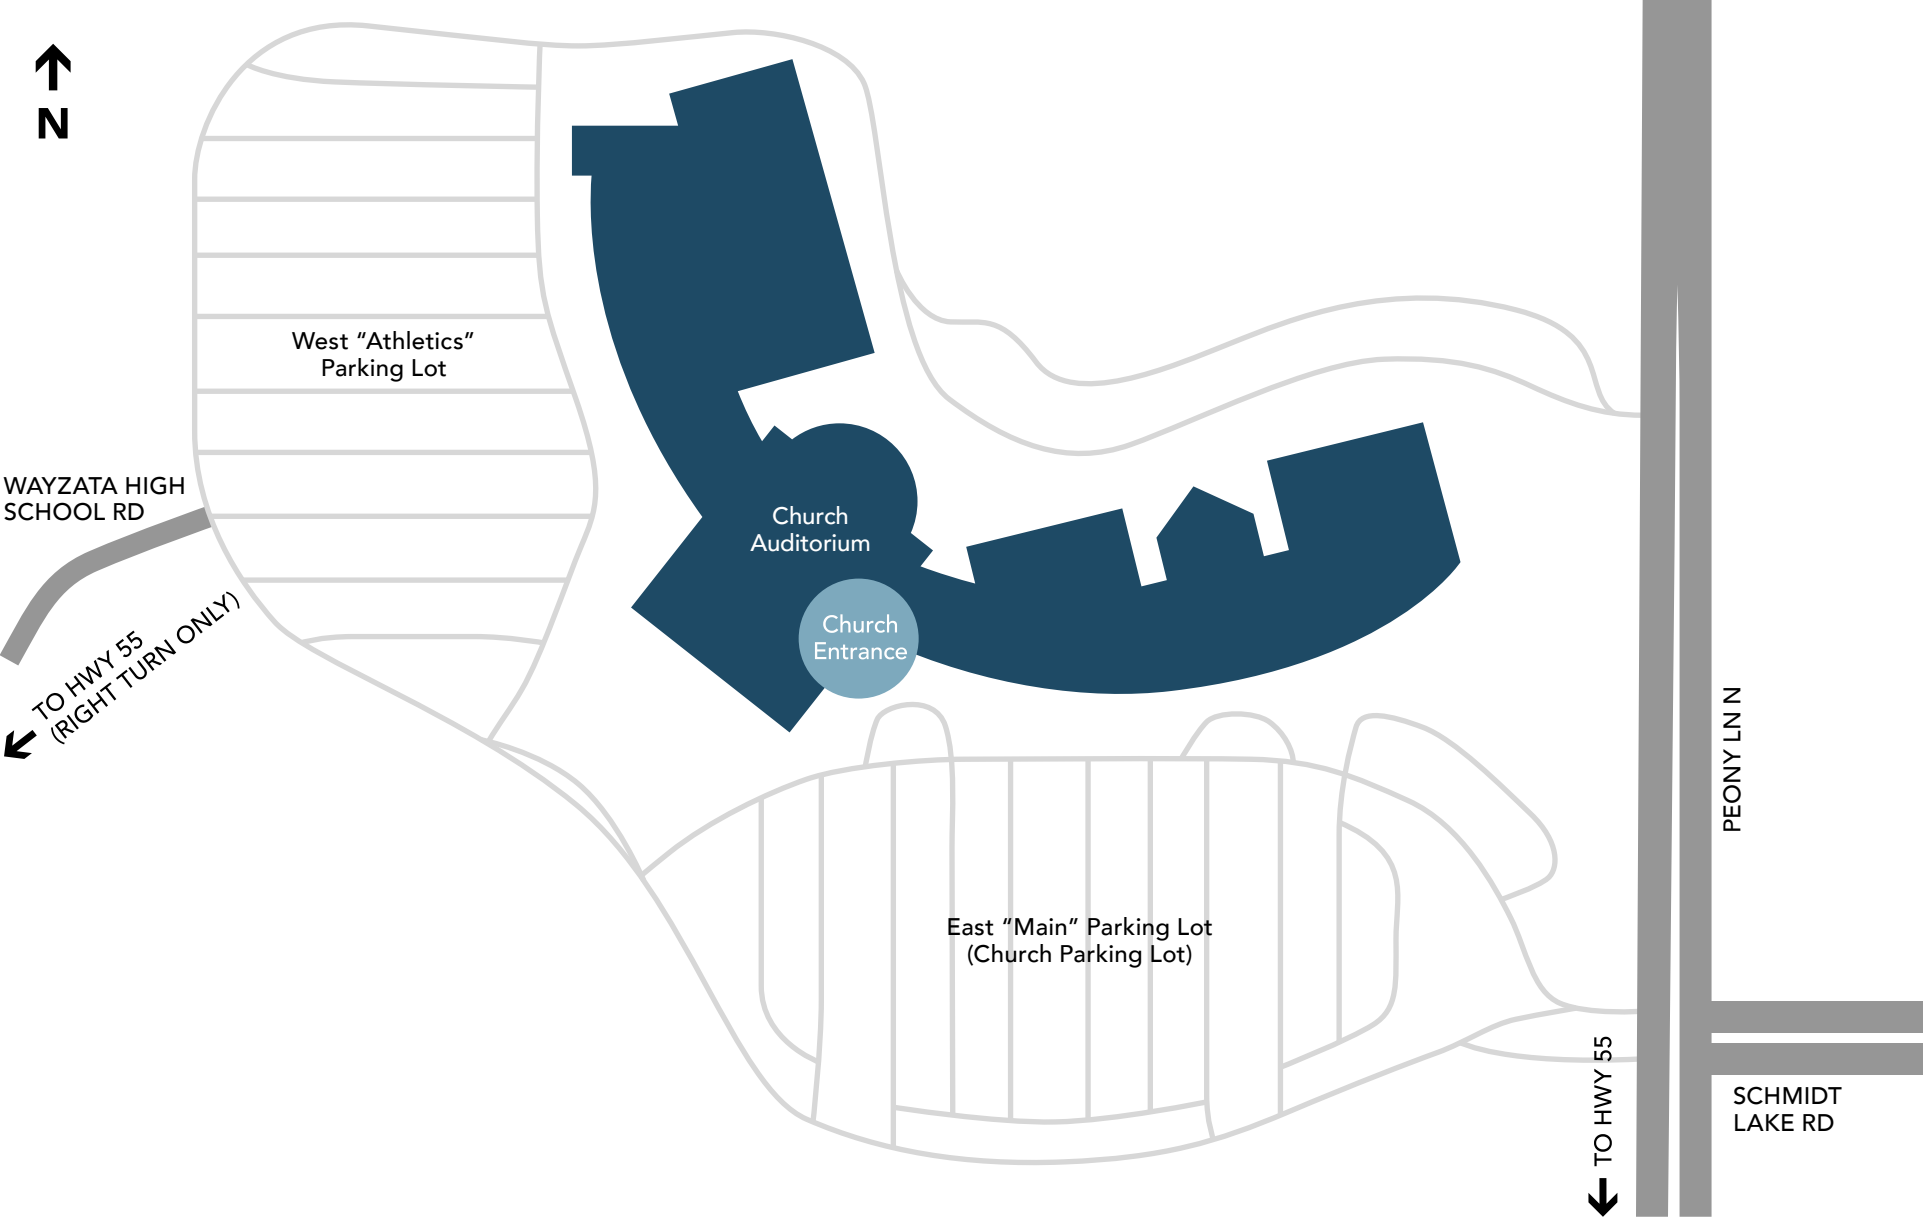 N
West “Athletics”
Parking Lot
WAYZATA HIGH
SCHOOL RD
TO HWY 55
(RIGHT TURN ONLY)
Church
Auditorium
Church
Entrance
East “Main” Parking Lot
(Church Parking Lot)
PEONY LN N
TO HWY 55
SCHMIDT
LAKE RD